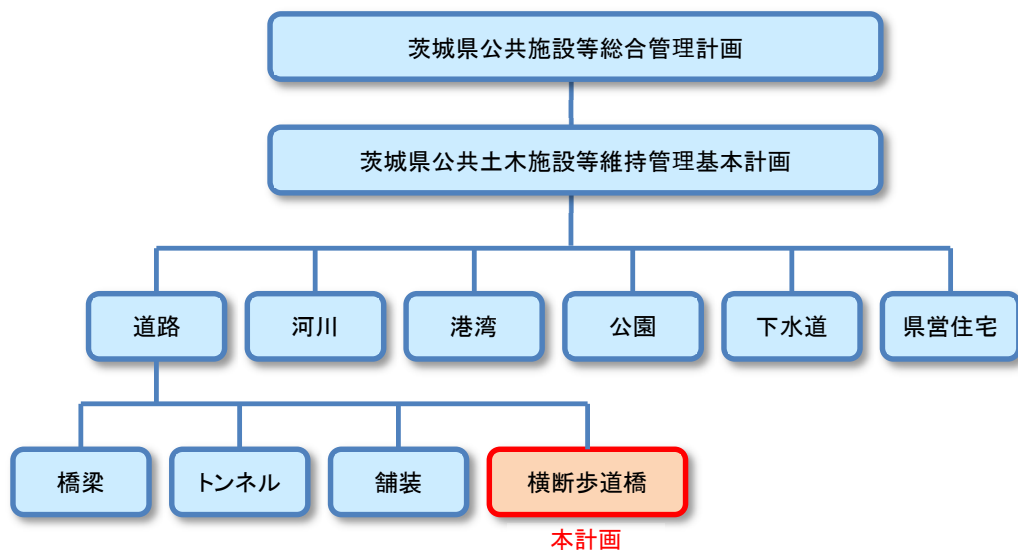 茨城県公共施設等総合管理計画
茨城県公共土木施設等維持管理基本計画
道路
河川
港湾
公園
下水道
県営住宅
橋梁
トンネル
舗装
横断歩道橋
本計画